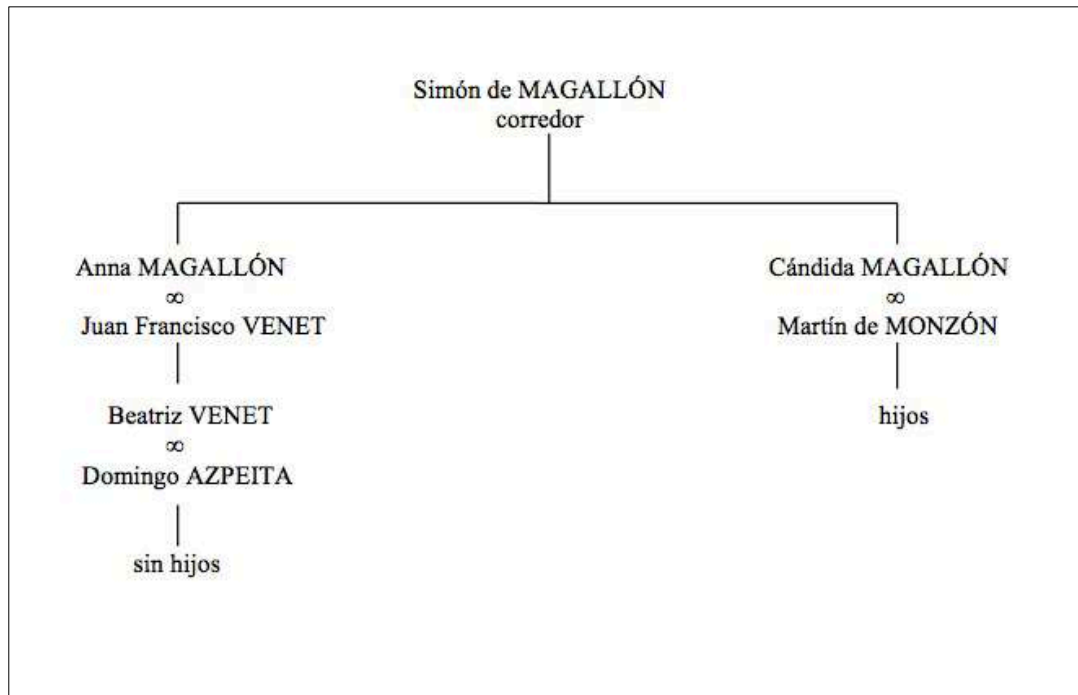 Simón de MAGALLÓN
corredor
Anna MAGALLÓN
∞
Juan Francisco VENET
Cándida MAGALLÓN
∞
Martín de MONZÓN
Beatriz VENET
∞
Domingo AZPEITA
hijos
sin hijos